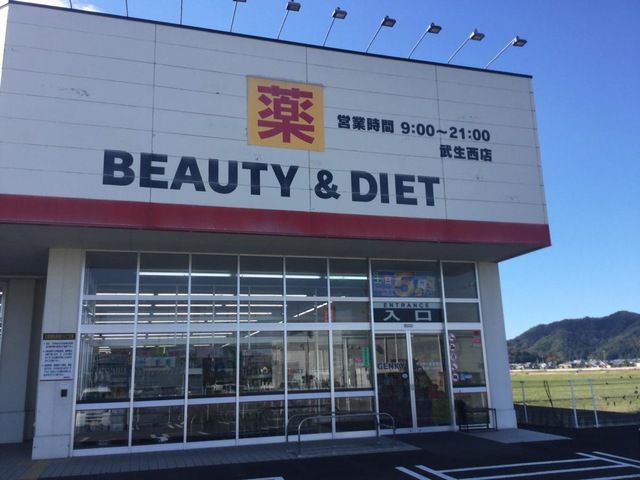 薬
営業時間 9:00～21:00
武生西店
BEAUTY & DIET
ENTRANCE
入口
GENKY